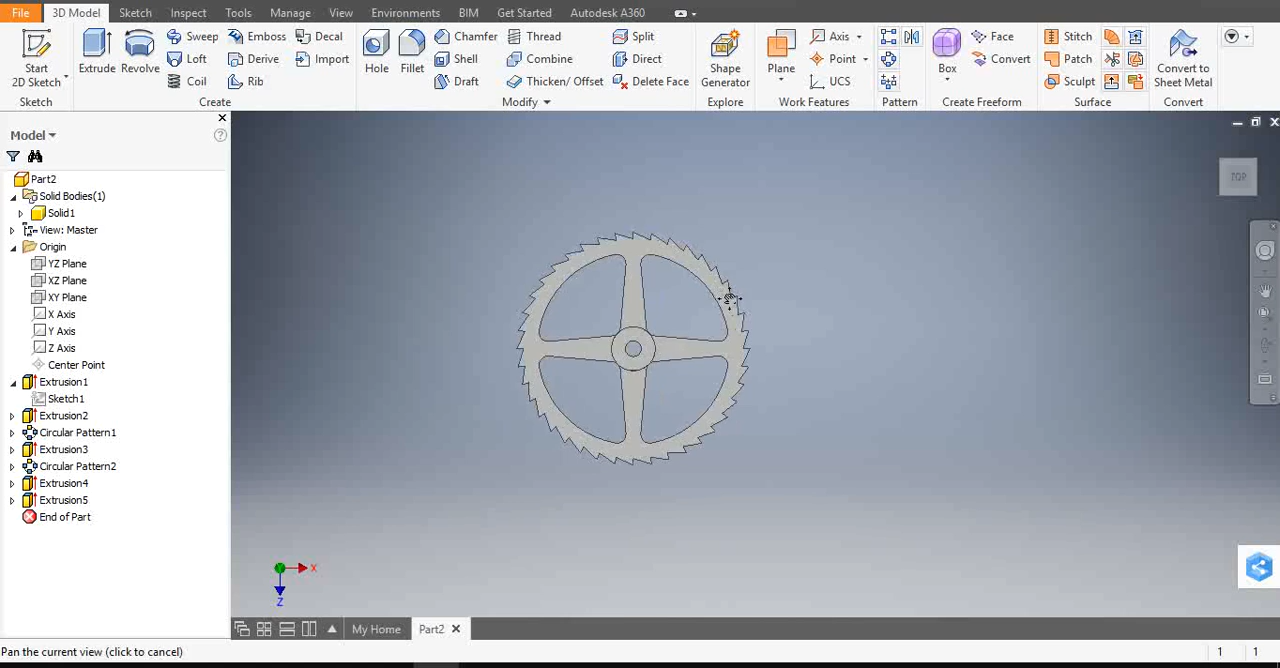 File 3D Model Sketch Inspect Tools Manage View Environments BIM Get Started Autodesk A360
Start
2D Sketch
Extrude
Revolve
Sweep
Emboss
Decal
Loft
Derive
Import
Coil
Rib
Hole
Fillet
Chamfer
Thread
Split
Shell
Combine
Direct
Draft
Thicken/ Offset
Delete Face
Shape
Generator
Plane
Axis
Point
UCS
Box
Face
Convert
Stitch
Patch
Sculpt
Convert to
Sheet Metal
Sketch Create Modify Explore Work Features Pattern Create Freeform Surface Convert
Model
Part2
Solid Bodies(1)
Solid1
View: Master
Origin
YZ Plane
XZ Plane
XY Plane
X Axis
Y Axis
Z Axis
Center Point
Extrusion1
Sketch1
Extrusion2
Circular Pattern1
Extrusion3
Circular Pattern2
Extrusion4
Extrusion5
End of Part
TOP
X
Z
My Home Part2
Pan the current view (click to cancel) 1 1